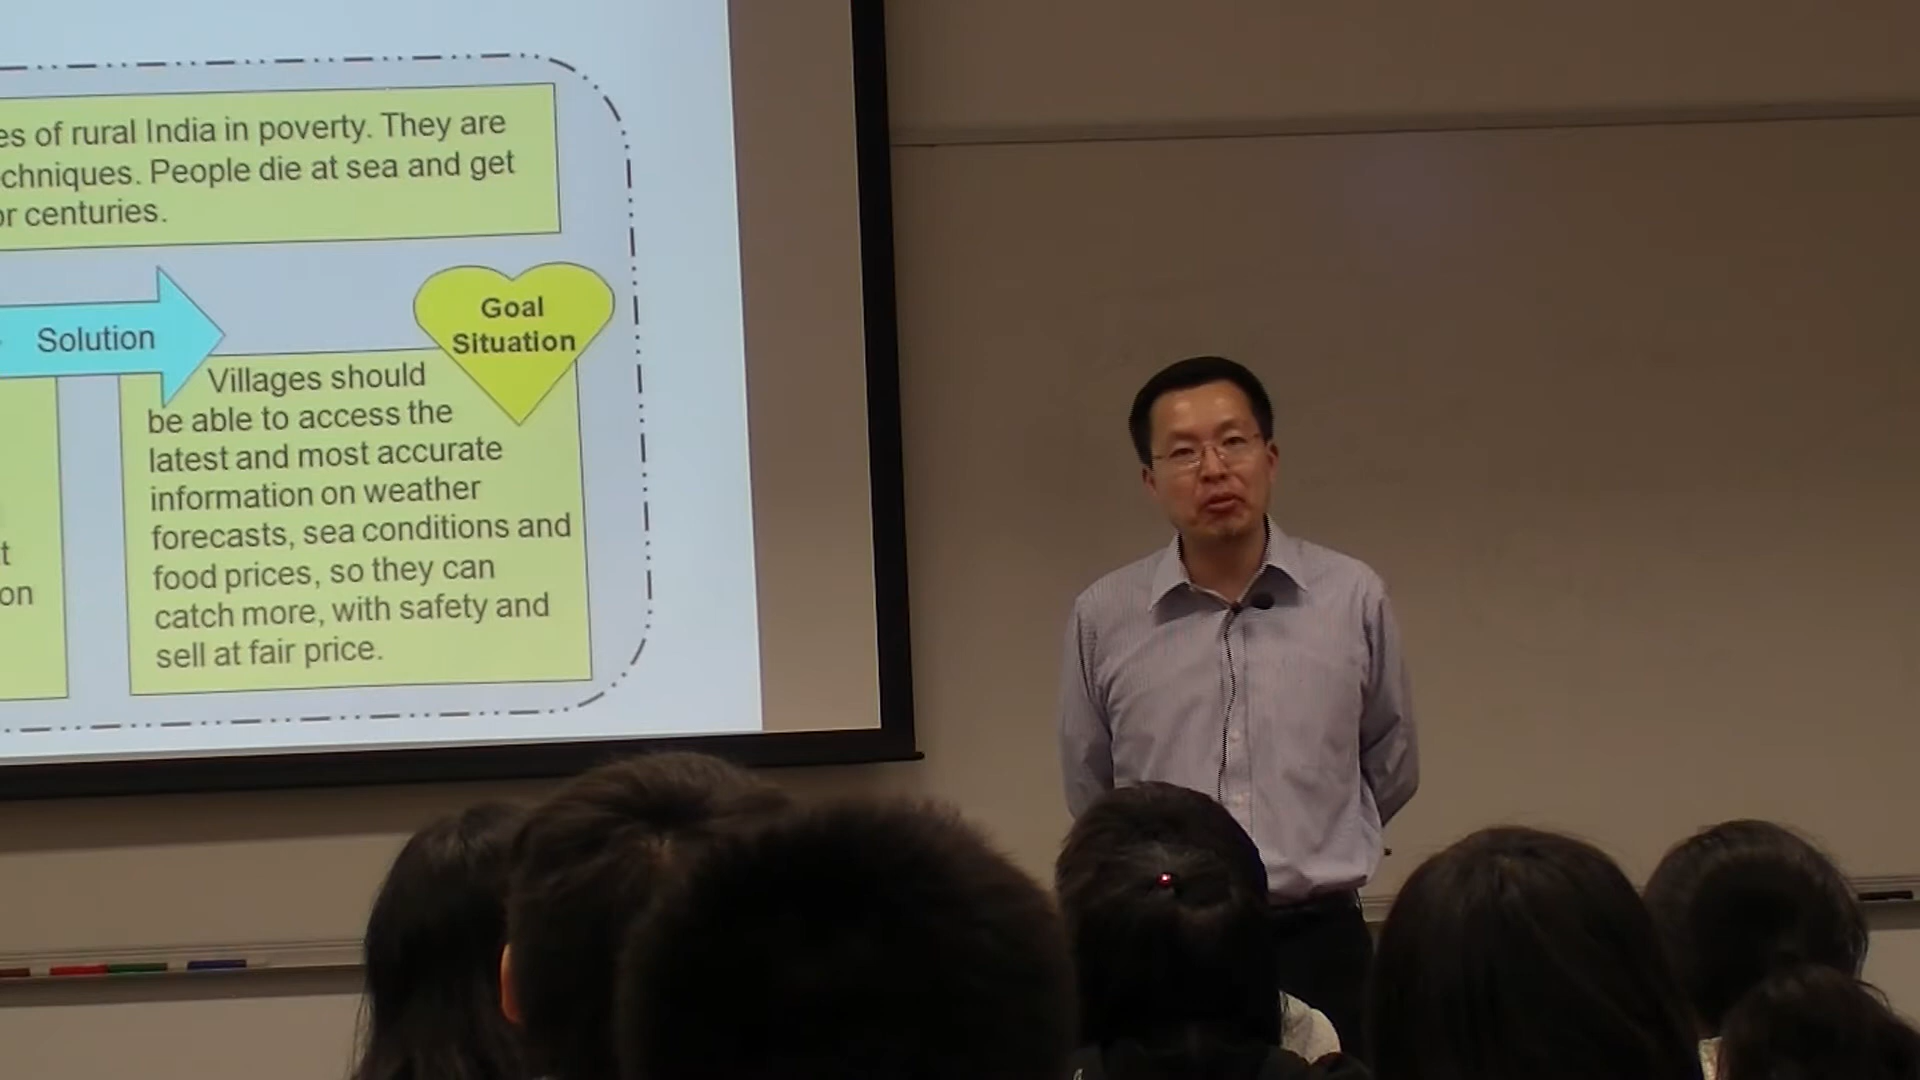 es of rural India in poverty. They are
chniques. People die at sea and get
or centuries.
Solution
Goal
Situation
Villages should
be able to access the
latest and most accurate
information on weather
forecasts, sea conditions and
food prices, so they can
catch more, with safety and
sell at fair price.
t
on